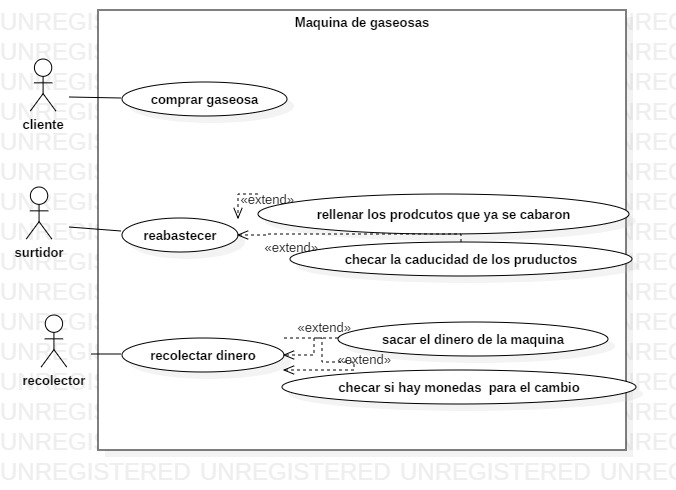 Maquina de gaseosas
comprar gaseosa
cliente
«extend»
rellenar los prodcutos que ya se cabaron
reabastecer
«extend»
surtidor
checar la caducidad de los pruductos
«extend»
sacar el dinero de la maquina
recolectar dinero
«extend»
recolector
checar si hay monedas para el cambio
UNREGISTERED UNREGISTERED UNREGISTERED UNREG